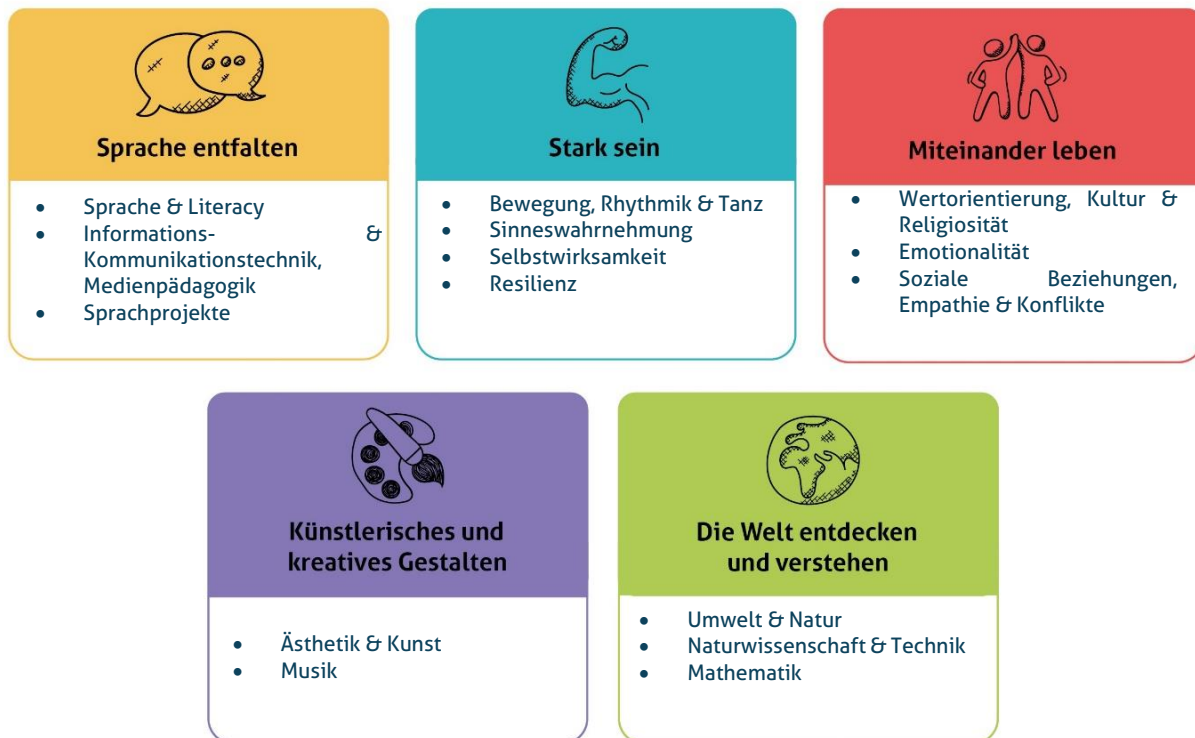 Sprache entfalten
• Sprache & Literacy
• Informations- &
Kommunikationstechnik,
Medienpädagogik
• Sprachprojekte
Stark sein
• Bewegung, Rhythmik & Tanz
• Sinneswahrnehmung
• Selbstwirksamkeit
• Resilienz
Miteinander leben
• Wertorientierung, Kultur &
Religiosität
• Emotionalität
• Soziale Beziehungen,
Empathie & Konflikte
Künstlerisches und
kreatives Gestalten
• Ästhetik & Kunst
• Musik
Die Welt entdecken
und verstehen
• Umwelt & Natur
• Naturwissenschaft & Technik
• Mathematik